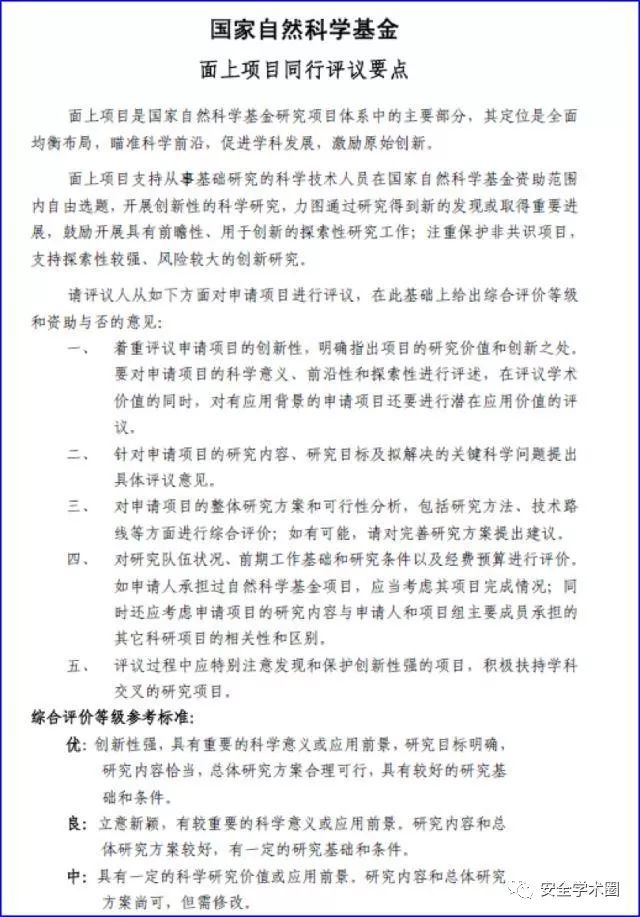 国家自然科学基金
面上项目同行评议要点
面上项目是国家自然科学基金研究项目体系中的主要部分，其定位是全面
均衡布局，瞄准科学前沿，促进学科发展，激励原始创新。
面上项目支持从事基础研究的科学技术人员在国家自然科学基金资助范围
内自由选题，开展创新性的科学研究，力图通过研究得到新的发现或取得重要进
展，鼓励开展具有前瞻性、用于创新的探索性研究工作；注重保护非共识项目，
支持探索性较强、风险较大的创新研究。
请评议人从如下方面对申请项目进行评议，在此基础上给出综合评价等级
和资助与否的意见：
一、 着重评议申请项目的创新性，明确指出项目的研究价值和创新之处。
要对申请项目的科学意义、前沿性和探索性进行评述，在评议学术
价值的同时，对有应用背景的申请项目还要进行潜在应用价值的评
议。
二、 针对申请项目的研究内容、研究目标及拟解决的关键科学问题提出
具体评议意见。
三、 对申请项目的整体研究方案和可行性分析，包括研究方法、技术路
线等方面进行综合评价；如有可能，请对完善研究方案提出建议。
四、 对研究队伍状况、前期工作基础和研究条件以及经费预算进行评价。
如申请人承担过自然科学基金项目，应当考虑其项目完成情况；同
时还应考虑申请项目的研究内容与申请人和项目组主要成员承担的
其它科研项目的相关性和区别。
五、 评议过程中应特别注意发现和保护创新性强的项目，积极扶持学科
交叉的研究项目。
综合评价等级参考标准：
优：创新性强，具有重要的科学意义或应用前景，研究目标明确，
研究内容恰当，总体研究方案合理可行，具有较好的研究基
础和条件。
良：立意新颖，有较重要的科学意义或应用前景。研究内容和总
体研究方案较好，有一定的研究基础和条件。
中：具有一定的科学研究价值或应用前景。研究内容和总体研究
方案尚可，但需修改。
安全学术圈